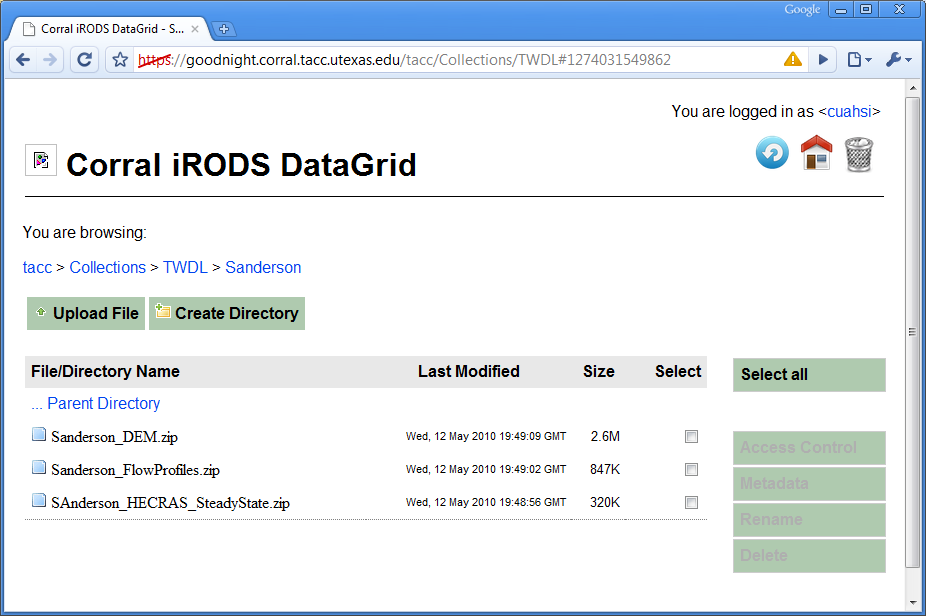 Google
Corral iRODS DataGrid - S...
https://goodnight.corral.tacc.utexas.edu/tacc/Collections/TWDL#1274031549862
You are logged in as <cuahsi>
Corral iRODS DataGrid
You are browsing:
tacc > Collections > TWDL > Sanderson
Upload File Create Directory
File/Directory Name Last Modified Size Select
Select all
... Parent Directory
Sanderson_DEM.zip Wed, 12 May 2010 19:49:09 GMT 2.6M
Access Control
Sanderson_FlowProfiles.zip Wed, 12 May 2010 19:49:02 GMT 847K
Metadata
SAnderson_HECRAS_SteadyState.zip Wed, 12 May 2010 19:48:56 GMT 320K
Rename
Delete